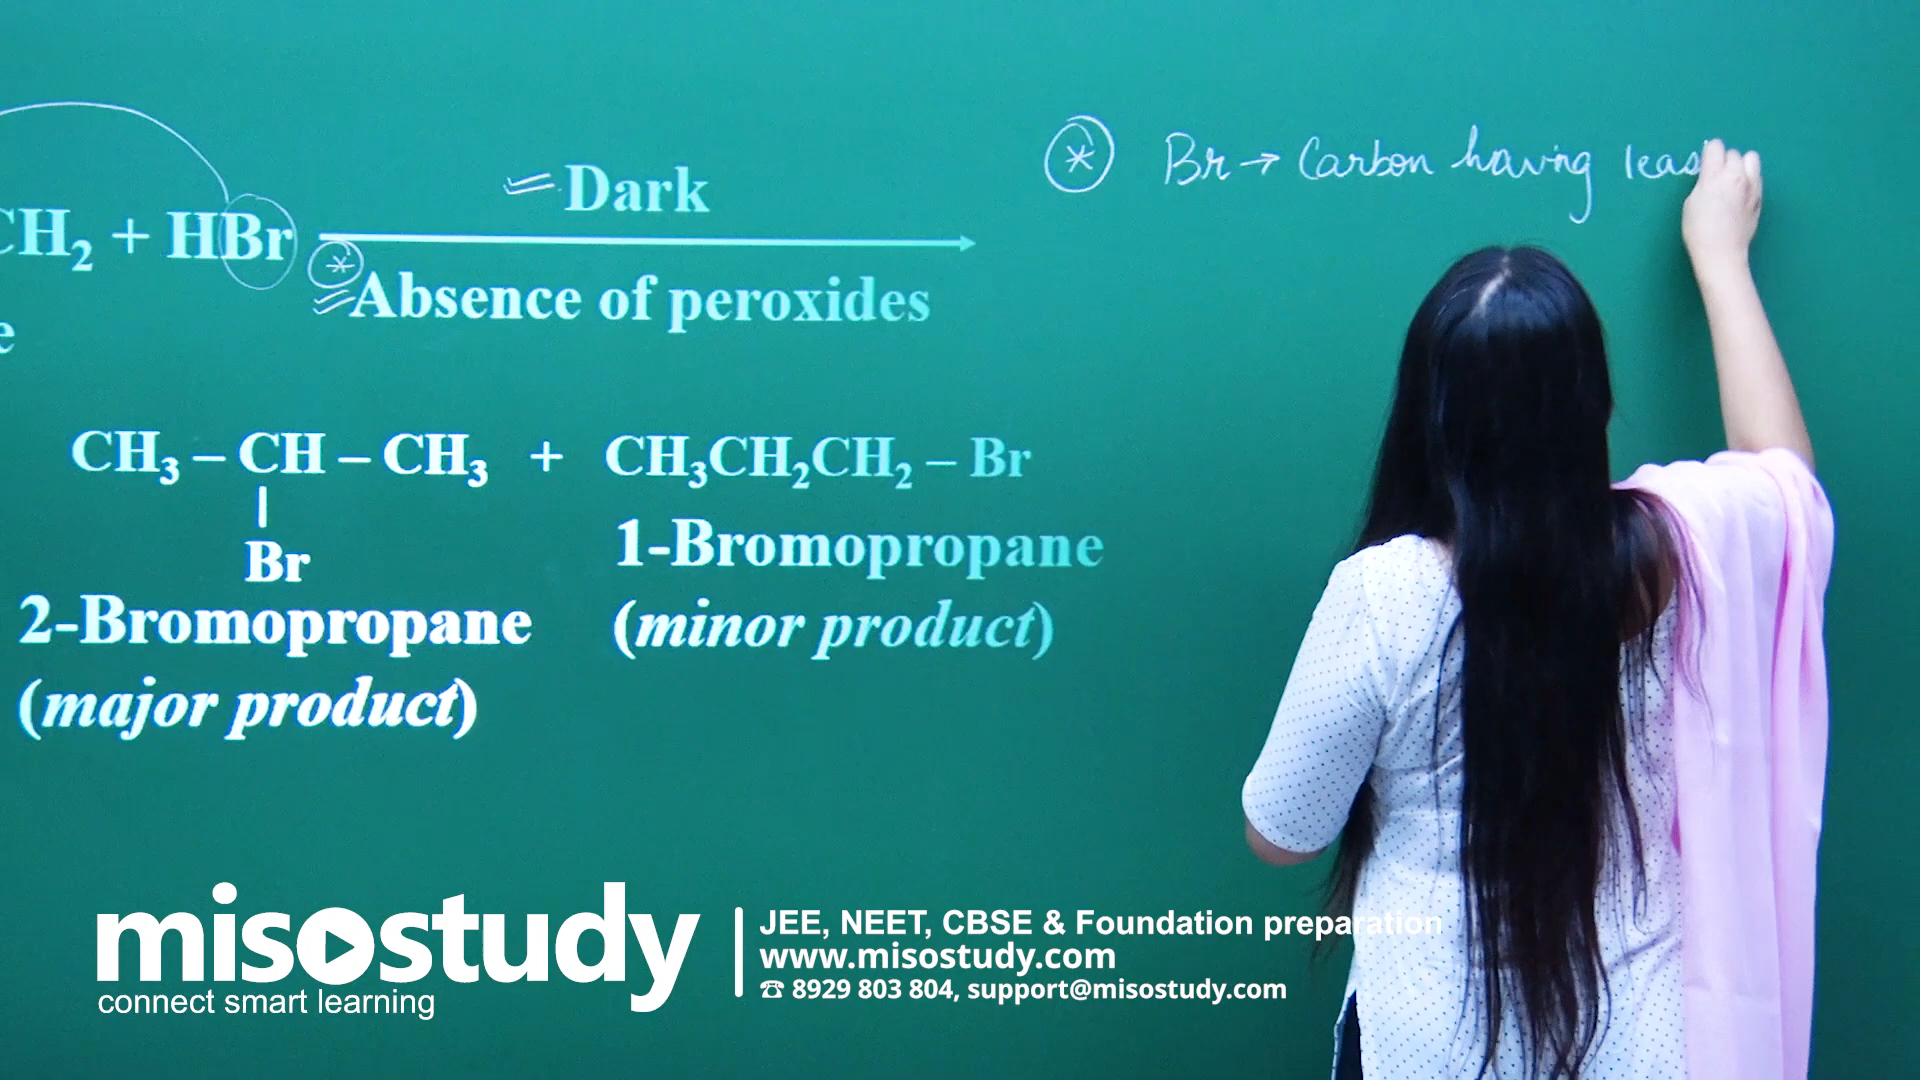 Dark
CH₂ + HBr
* Absence of peroxides
e
CH₃ – CH – CH₃ + CH₃CH₂CH₂ – Br
Br
2-Bromopropane
(major product)
1-Bromopropane
(minor product)
* Br → Carbon having leas
misostudy
connect smart learning
JEE, NEET, CBSE & Foundation preparation
www.misostudy.com
☎ 8929 803 804, support@misostudy.com